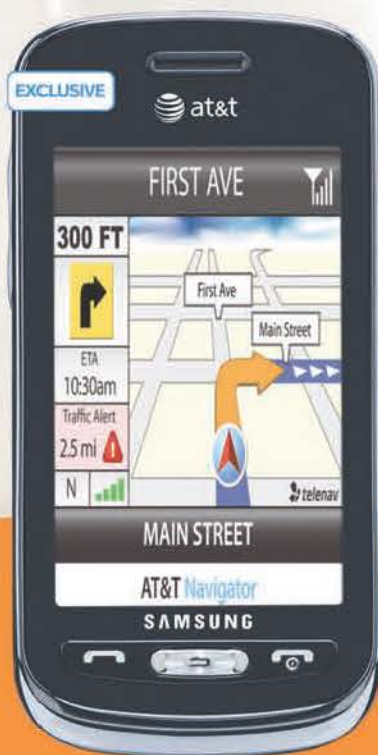 EXCLUSIVE
at&t
FIRST AVE
300 FT
First Ave
Main Street
ETA
10:30am
Traffic Alert
2.5 mi
N
telenav
MAIN STREET
AT&T Navigator
SAMSUNG